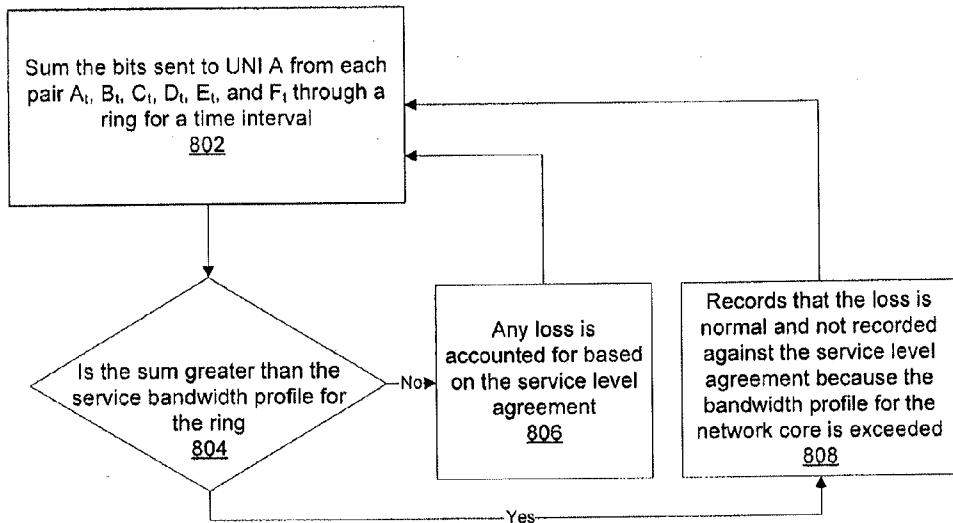 Sum the bits sent to UNI A from each
pair Aₜ, Bₜ, Cₜ, Dₜ, Eₜ, and Fₜ through a
ring for a time interval
802
Is the sum greater than the
service bandwidth profile for
the ring
804
No
Any loss is
accounted for based
on the service level
agreement
806
Records that the loss is
normal and not recorded
against the service level
agreement because the
bandwidth profile for the
network core is exceeded
808
Yes